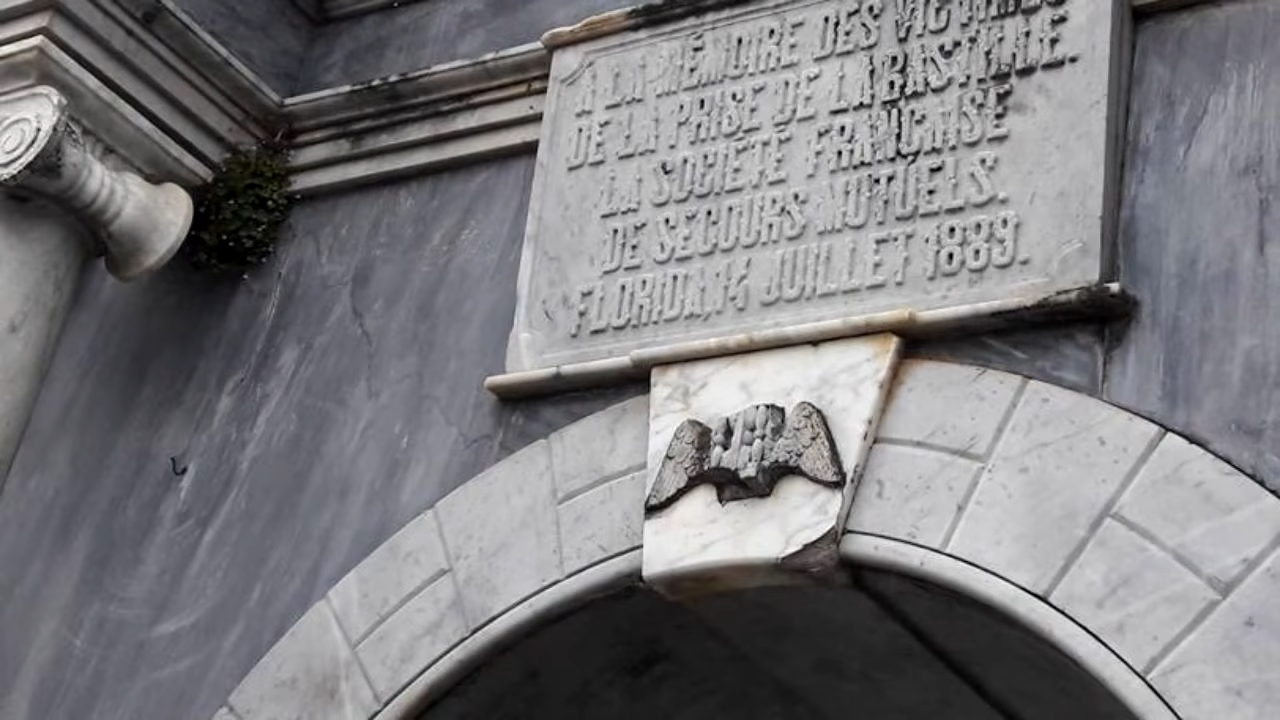 A LA MÉMOIRE DES VICTIMES
DE LA PRISE DE LA BASTILLE.
LA SOCIÉTÉ FRANÇAISE
DE SECOURS MUTUELS.
FLORIDA, 14 JUILLET 1889.